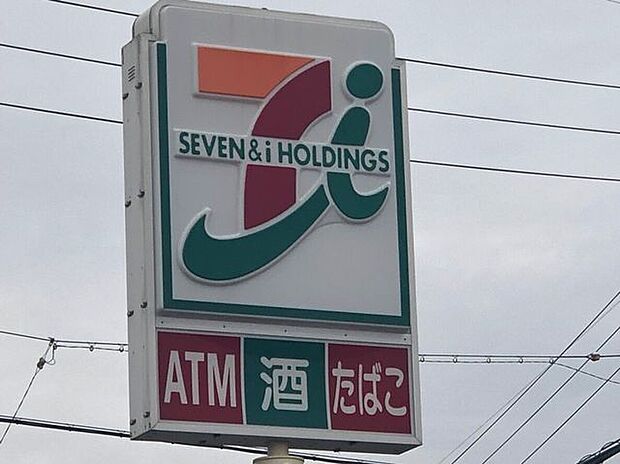 SEVEN&i HOLDINGS
ATM 酒 たばこ